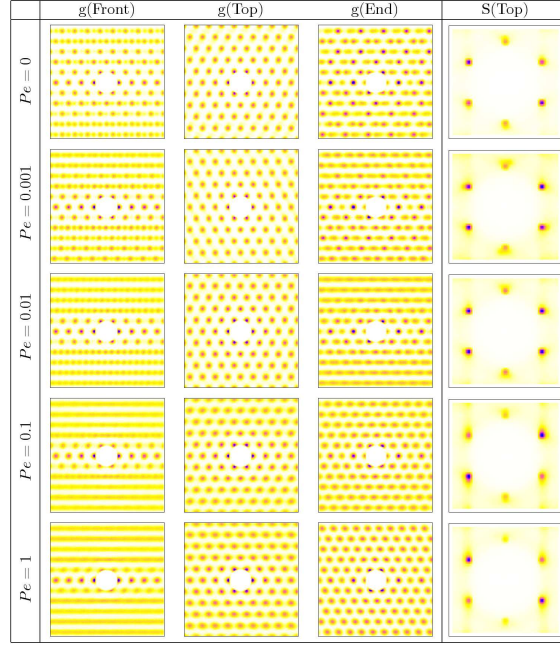 g(Front) g(Top) g(End) S(Top)
Pe = 0
Pe = 0.001
Pe = 0.01
Pe = 0.1
Pe = 1